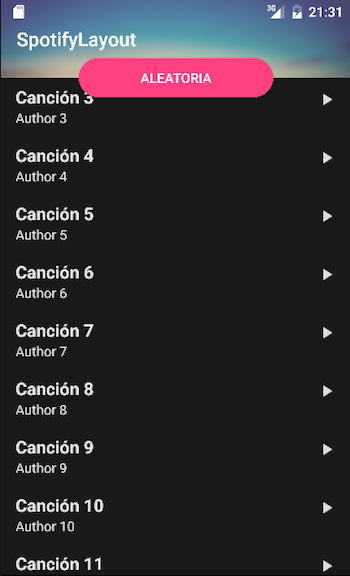 3G 21:31
SpotifyLayout
ALEATORIA
Canción 3
Author 3
Canción 4
Author 4
Canción 5
Author 5
Canción 6
Author 6
Canción 7
Author 7
Canción 8
Author 8
Canción 9
Author 9
Canción 10
Author 10
Canción 11